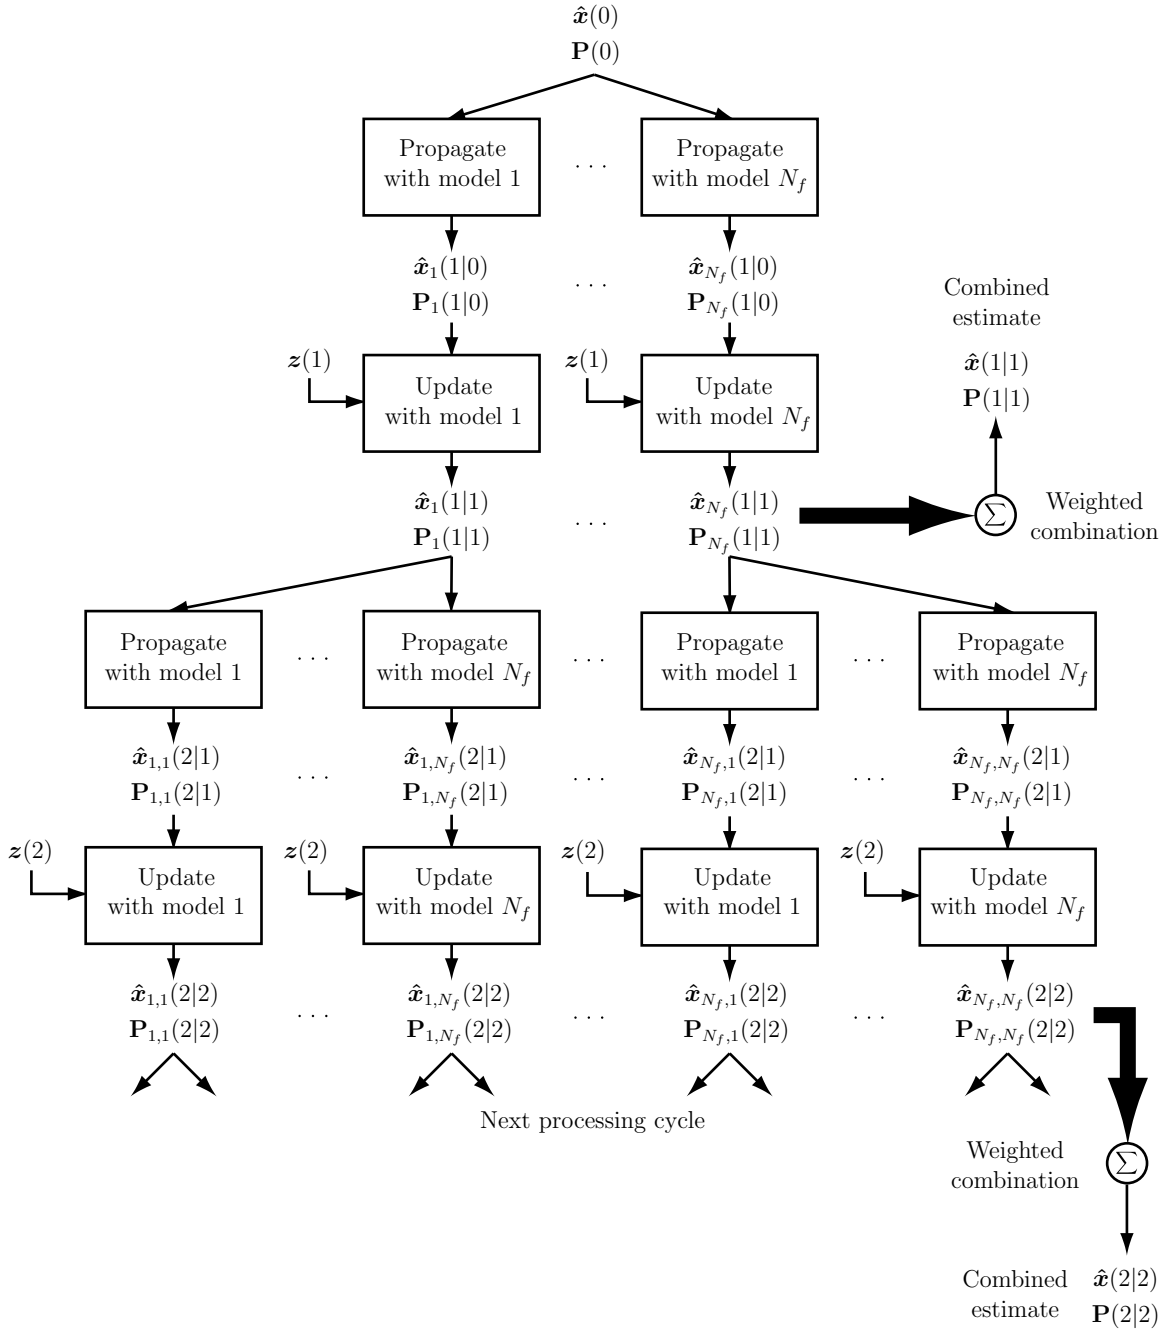 x̂(0)
P(0)
Propagate
with model 1
. . .
Propagate
with model N_f
x̂_1(1|0)
P_1(1|0)
. . .
x̂_{N_f}(1|0)
P_{N_f}(1|0)
Combined
estimate
x̂(1|1)
P(1|1)
z(1)
Update
with model 1
z(1)
Update
with model N_f
x̂_1(1|1)
P_1(1|1)
. . .
x̂_{N_f}(1|1)
P_{N_f}(1|1)
Σ
Weighted
combination
Propagate
with model 1
. . .
Propagate
with model N_f
. . .
Propagate
with model 1
. . .
Propagate
with model N_f
x̂_{1,1}(2|1)
P_{1,1}(2|1)
. . .
x̂_{1,N_f}(2|1)
P_{1,N_f}(2|1)
. . .
x̂_{N_f,1}(2|1)
P_{N_f,1}(2|1)
. . .
x̂_{N_f,N_f}(2|1)
P_{N_f,N_f}(2|1)
z(2)
Update
with model 1
z(2)
Update
with model N_f
z(2)
Update
with model 1
z(2)
Update
with model N_f
x̂_{1,1}(2|2)
P_{1,1}(2|2)
. . .
x̂_{1,N_f}(2|2)
P_{1,N_f}(2|2)
. . .
x̂_{N_f,1}(2|2)
P_{N_f,1}(2|2)
. . .
x̂_{N_f,N_f}(2|2)
P_{N_f,N_f}(2|2)
Next processing cycle
Weighted
combination
Σ
Combined
estimate
x̂(2|2)
P(2|2)